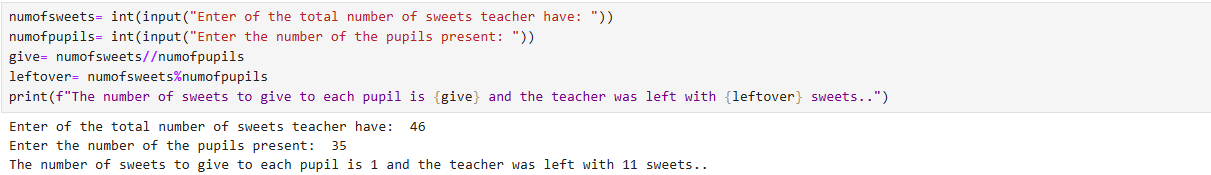 numofsweets= int(input("Enter of the total number of sweets teacher have: "))
numofpupils= int(input("Enter the number of the pupils present: "))
give= numofsweets//numofpupils
leftover= numofsweets%numofpupils
print(f"The number of sweets to give to each pupil is {give} and the teacher was left with {leftover} sweets..")
Enter of the total number of sweets teacher have:  46
Enter the number of the pupils present:  35
The number of sweets to give to each pupil is 1 and the teacher was left with 11 sweets..